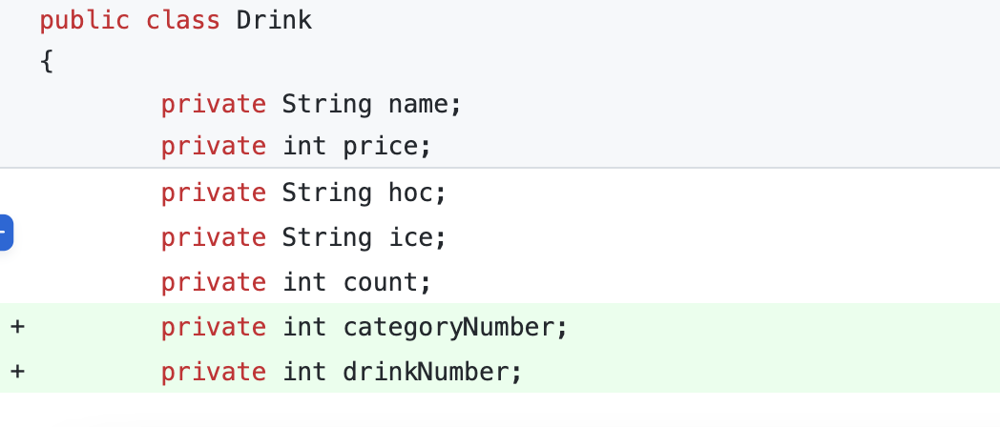 public class Drink
{
private String name;
private int price;
private String hoc;
private String ice;
private int count;
+ private int categoryNumber;
+ private int drinkNumber;